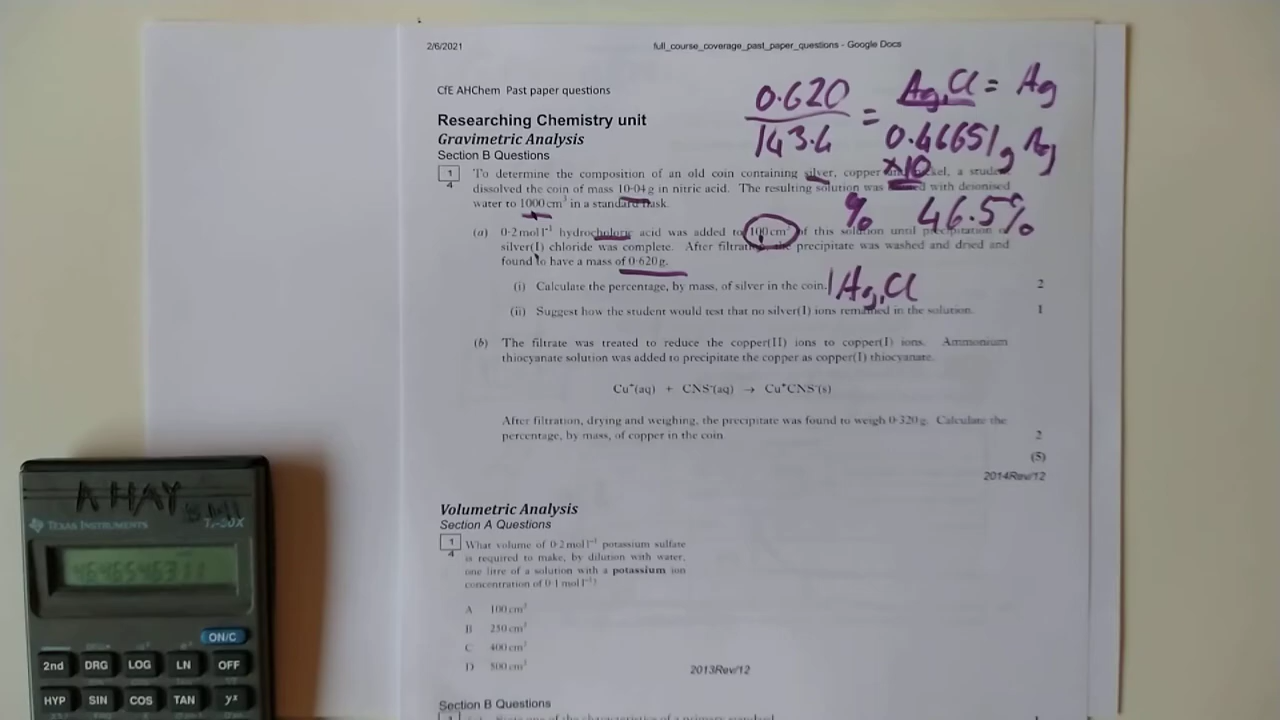 2/6/2021 full_course_coverage_past_paper_questions - Google Docs
CfE AHChem Past paper questions
0.620 / 143.4 = Ag,Cl = Ag
0.46651g Ag
×10
% 46.5%
Researching Chemistry unit
Gravimetric Analysis
Section B Questions
1
4
To determine the composition of an old coin containing silver, copper a student
dissolved the coin of mass 10·04 g in nitric acid. The resulting solution was with deionised
water to 1000 cm³ in a standard flask.
(a) 0·2 mol l⁻¹ hydrochloric acid was added to 100 cm³ of this solution until precipitation of
silver(I) chloride was complete. After filtration, the precipitate was washed and dried and
found to have a mass of 0·620 g.
(i) Calculate the percentage, by mass, of silver in the coin. 2
1Ag,Cl
(ii) Suggest how the student would test that no silver(I) ions remained in the solution. 1
(b) The filtrate was treated to reduce the copper(II) ions to copper(I) ions. Ammonium
thiocyanate solution was added to precipitate the copper as copper(I) thiocyanate.
Cu⁺(aq) + CNS⁻(aq) → Cu⁺CNS⁻(s)
After filtration, drying and weighing, the precipitate was found to weigh 0·320 g. Calculate the
percentage, by mass, of copper in the coin 2
(5)
2014Rev/12
Volumetric Analysis
Section A Questions
1
4
What volume of 0·2 mol l⁻¹ potassium sulfate
is required to make, by dilution with water,
one litre of a solution with a potassium ion
concentration of 0·1 mol l⁻¹?
A 100 cm³
B 250 cm³
C 400 cm³
D 500 cm³
2013Rev/12
Section B Questions
1
A HAY
TEXAS INSTRUMENTS
ON/C
2nd DRG LOG LN OFF
HYP SIN COS TAN yˣ